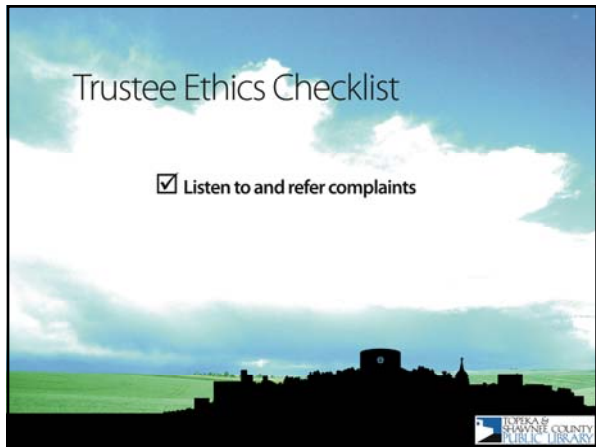 Trustee Ethics Checklist
☑ Listen to and refer complaints
TOPEKA &
SHAWNEE COUNTY
PUBLIC LIBRARY